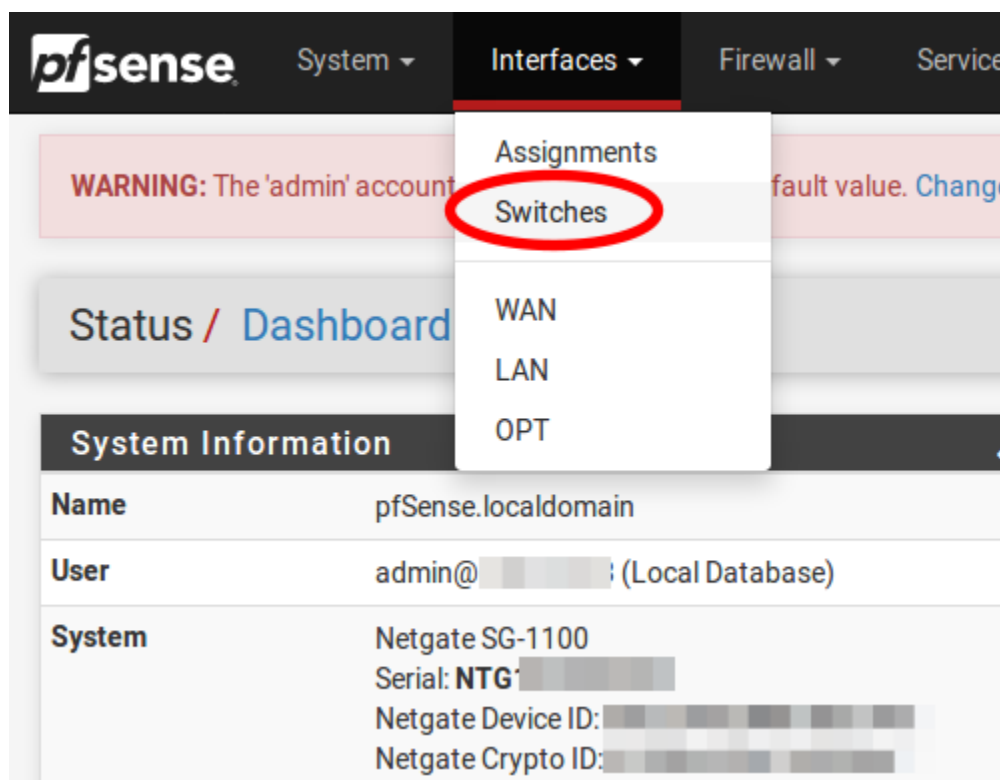 pfsense
System
Interfaces
Firewall
Service
Assignments
Switches
WAN
LAN
OPT
WARNING: The 'admin' account
fault value. Change
Status / Dashboard
System Information
Name
pfSense.localdomain
User
admin@ (Local Database)
System
Netgate SG-1100
Serial: NTG
Netgate Device ID:
Netgate Crypto ID: